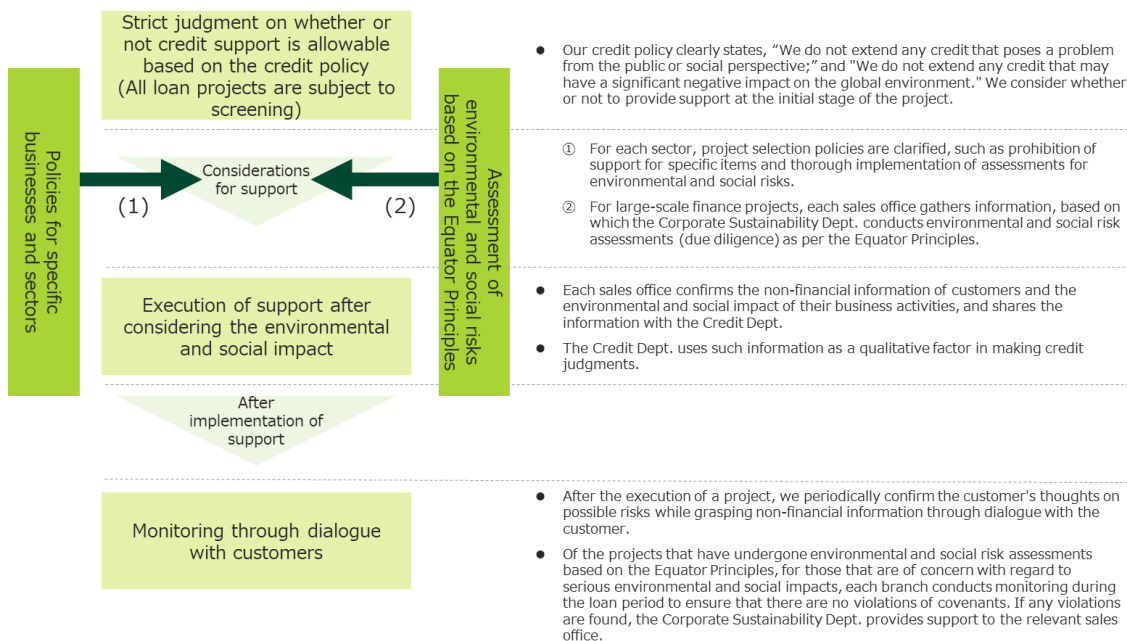 Strict judgment on whether or
not credit support is allowable
based on the credit policy
(All loan projects are subject to
screening)
● Our credit policy clearly states, “We do not extend any credit that poses a problem
from the public or social perspective;” and "We do not extend any credit that may
have a significant negative impact on the global environment." We consider whether
or not to provide support at the initial stage of the project.
Policies for specific
businesses and sectors
Considerations
for support
(1)
(2)
Assessment of
environmental and social risks
based on the Equator Principles
① For each sector, project selection policies are clarified, such as prohibition of
support for specific items and thorough implementation of assessments for
environmental and social risks.
② For large-scale finance projects, each sales office gathers information, based on
which the Corporate Sustainability Dept. conducts environmental and social risk
assessments (due diligence) as per the Equator Principles.
Execution of support after
considering the environmental
and social impact
● Each sales office confirms the non-financial information of customers and the
environmental and social impact of their business activities, and shares the
information with the Credit Dept.
● The Credit Dept. uses such information as a qualitative factor in making credit
judgments.
After
implementation of
support
Monitoring through dialogue
with customers
● After the execution of a project, we periodically confirm the customer's thoughts on
possible risks while grasping non-financial information through dialogue with the
customer.
● Of the projects that have undergone environmental and social risk assessments
based on the Equator Principles, for those that are of concern with regard to
serious environmental and social impacts, each branch conducts monitoring during
the loan period to ensure that there are no violations of covenants. If any violations
are found, the Corporate Sustainability Dept. provides support to the relevant sales
office.